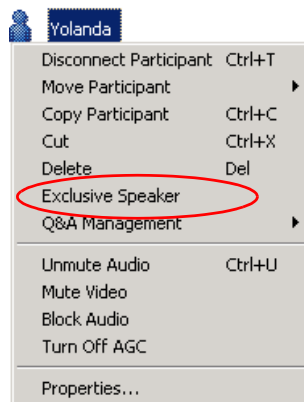 Yolanda
Disconnect Participant Ctrl+T
Move Participant
Copy Participant Ctrl+C
Cut Ctrl+X
Delete Del
Exclusive Speaker
Q&A Management
Unmute Audio Ctrl+U
Mute Video
Block Audio
Turn Off AGC
Properties...